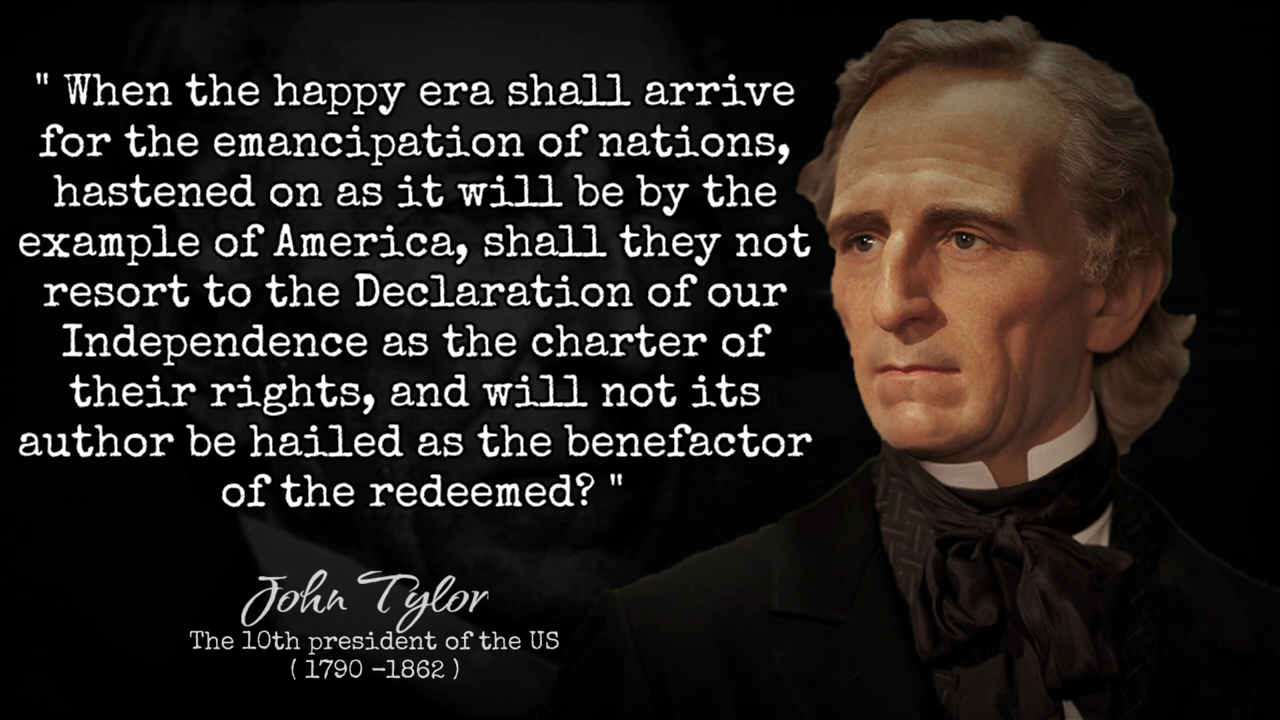 " When the happy era shall arrive
for the emancipation of nations,
hastened on as it will be by the
example of America, shall they not
resort to the Declaration of our
Independence as the charter of
their rights, and will not its
author be hailed as the benefactor
of the redeemed? "
John Tylor
The 10th president of the US
( 1790 -1862 )